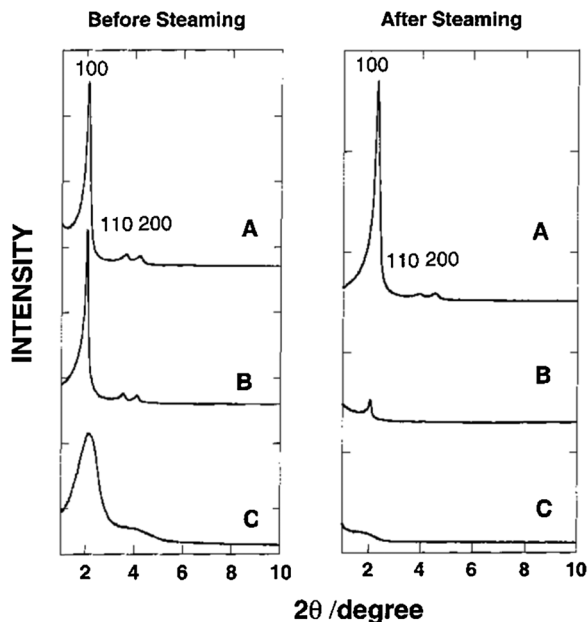 Before Steaming
After Steaming
100
110 200
A
B
C
100
110 200
A
B
C
INTENSITY
2 4 6 8 10
2 4 6 8 10
2θ /degree